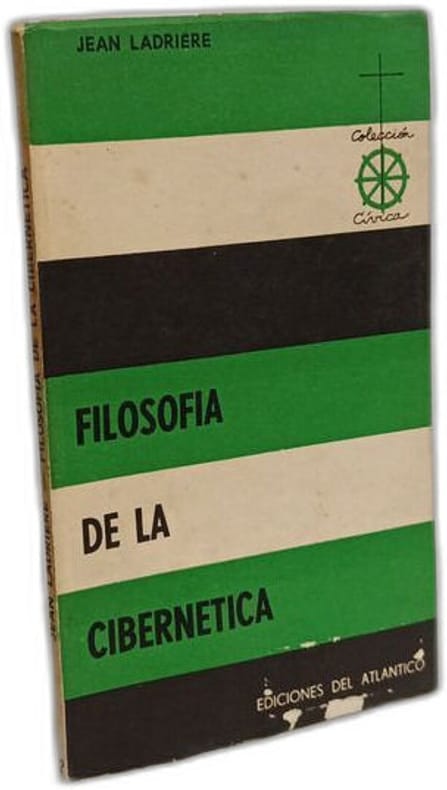 JEAN LADRIERE
Colección
Cívica
FILOSOFIA
DE LA
CIBERNETICA
EDICIONES DEL ATLANTICO
JEAN LADRIERE FILOSOFIA DE LA CIBERNETICA